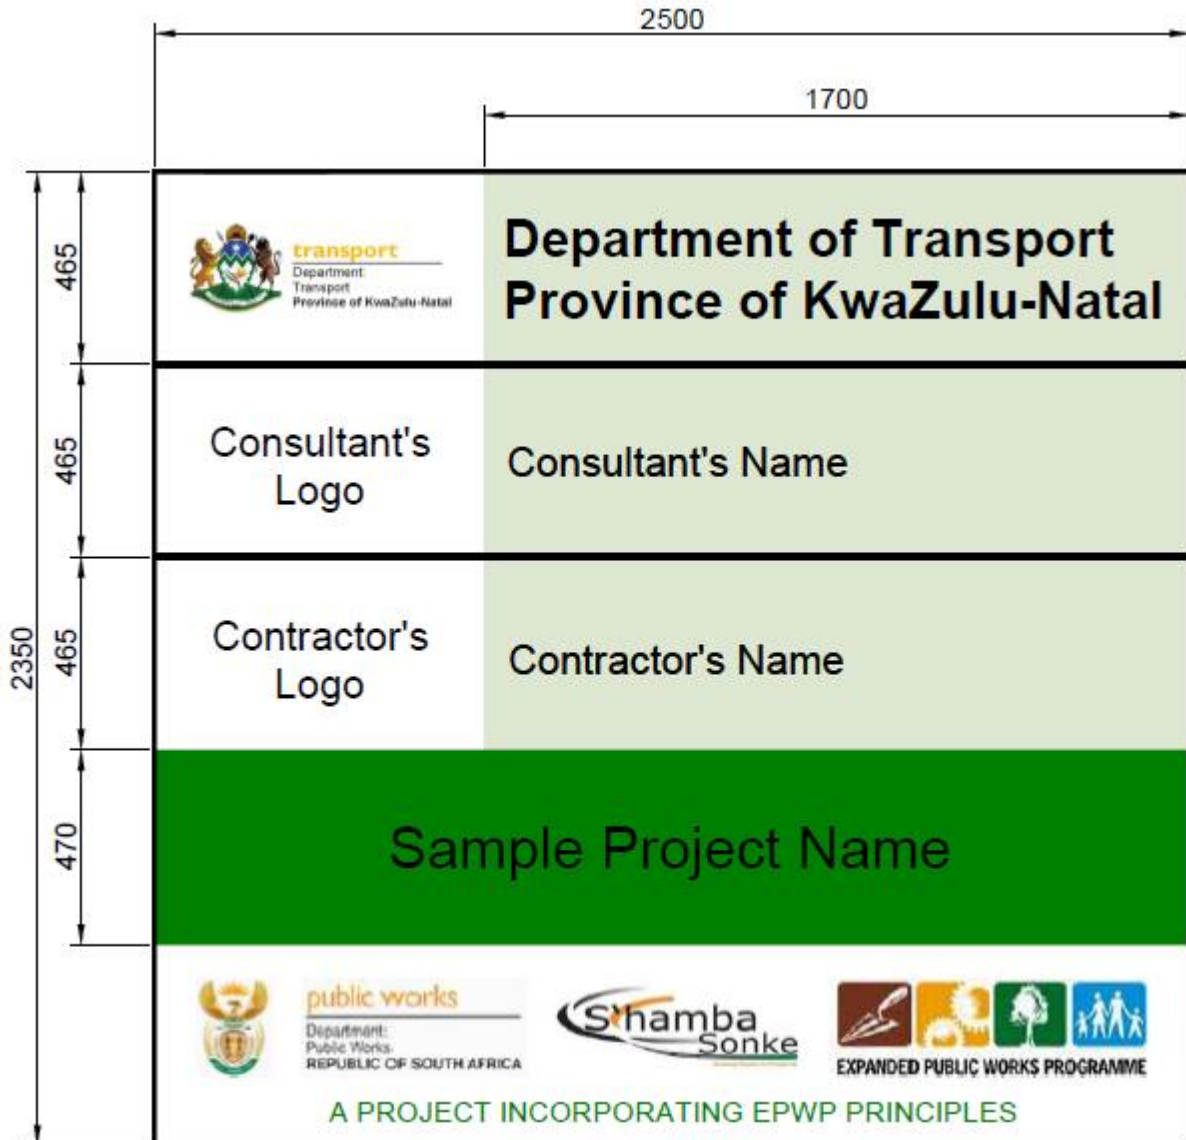 2500
1700
2350
465
transport
Department:
Transport
Province of KwaZulu-Natal
Department of Transport
Province of KwaZulu-Natal
465
Consultant's
Logo
Consultant's Name
465
Contractor's
Logo
Contractor's Name
470
Sample Project Name
public works
Department:
Public Works
REPUBLIC OF SOUTH AFRICA
S'hamba
Sonke
EXPANDED PUBLIC WORKS PROGRAMME
A PROJECT INCORPORATING EPWP PRINCIPLES